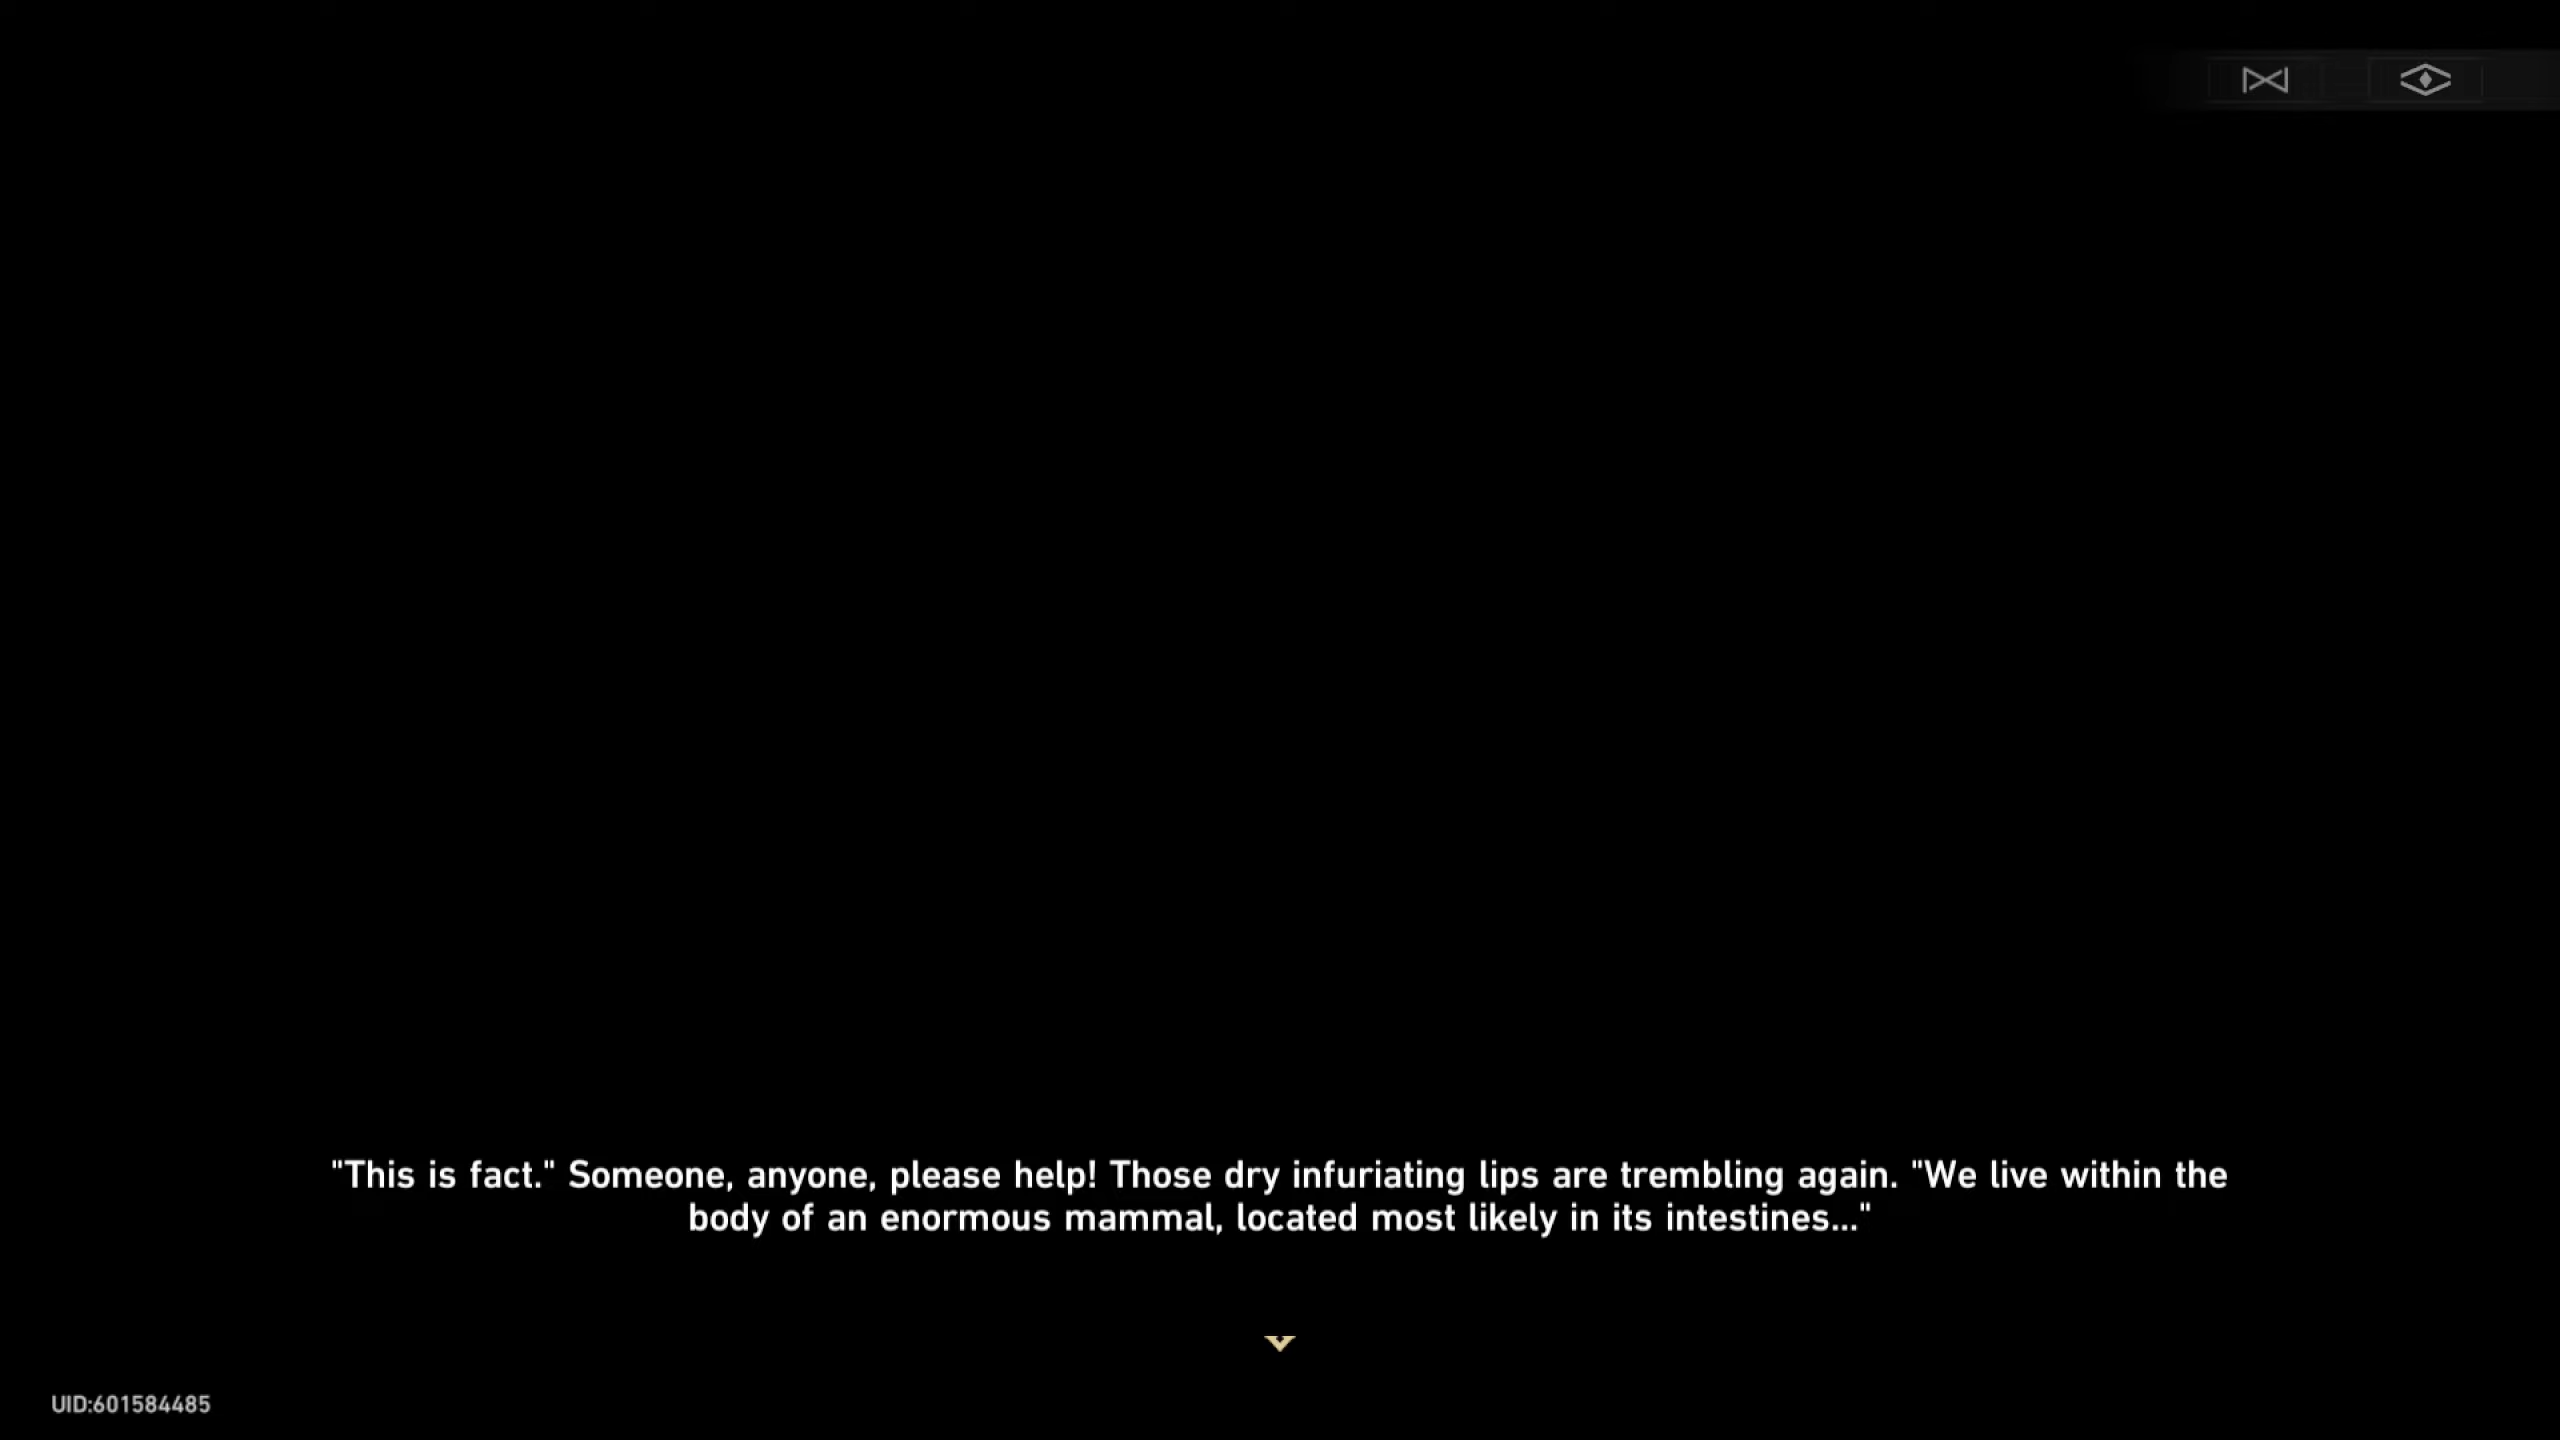 "This is fact." Someone, anyone, please help! Those dry infuriating lips are trembling again. "We live within the
body of an enormous mammal, located most likely in its intestines..."
UID:601584485